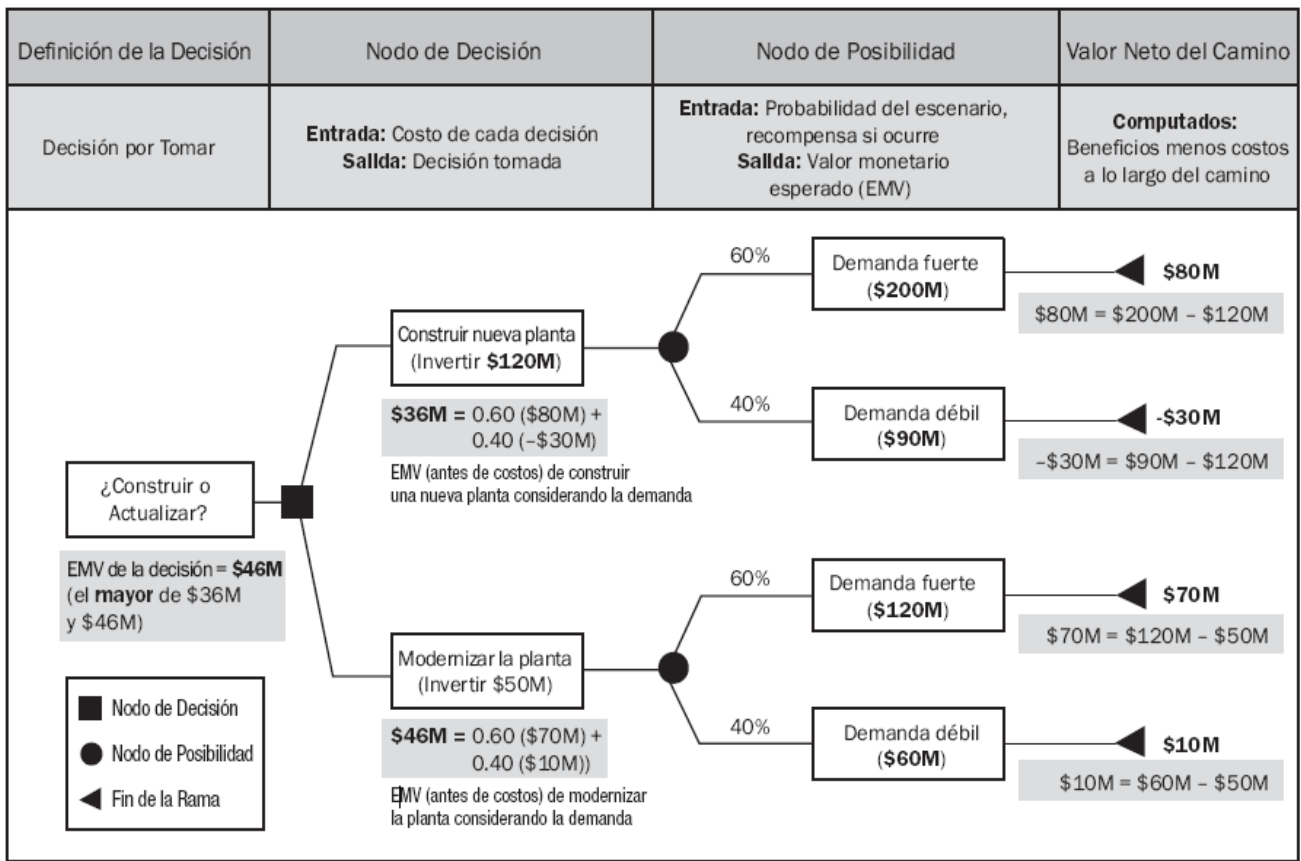 Definición de la Decisión
Nodo de Decisión
Nodo de Posibilidad
Valor Neto del Camino
Decisión por Tomar
Entrada: Costo de cada decisión
Salida: Decisión tomada
Entrada: Probabilidad del escenario,
recompensa si ocurre
Salida: Valor monetario
esperado (EMV)
Computados:
Beneficios menos costos
a lo largo del camino
¿Construir o
Actualizar?
EMV de la decisión = $46M
(el mayor de $36M
y $46M)
Construir nueva planta
(Invertir $120M)
$36M = 0.60 ($80M) +
0.40 (–$30M)
EMV (antes de costos) de construir
una nueva planta considerando la demanda
60%
Demanda fuerte
($200M)
$80M
$80M = $200M – $120M
40%
Demanda débil
($90M)
-$30M
–$30M = $90M – $120M
Modernizar la planta
(Invertir $50M)
$46M = 0.60 ($70M) +
0.40 ($10M))
EMV (antes de costos) de modernizar
la planta considerando la demanda
60%
Demanda fuerte
($120M)
$70M
$70M = $120M – $50M
40%
Demanda débil
($60M)
$10M
$10M = $60M – $50M
Nodo de Decisión
Nodo de Posibilidad
Fin de la Rama